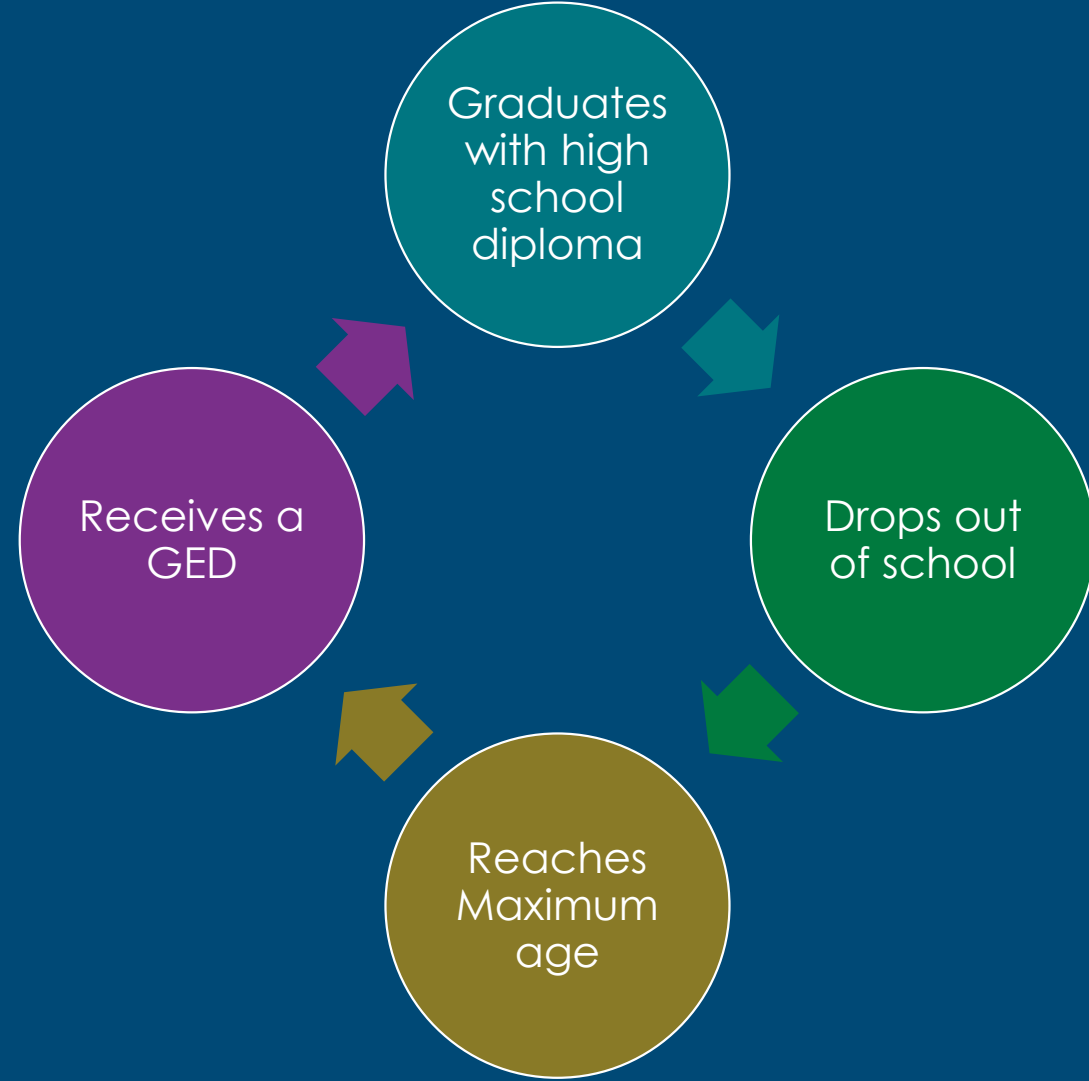 Graduates
with high
school
diploma
Drops out
of school
Reaches
Maximum
age
Receives a
GED